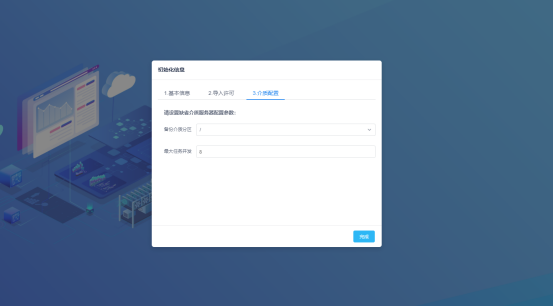 初始化信息
1.基本信息 2.导入许可 3.介质配置
请设置缺省介质服务器配置参数：
备份介质分区 /
最大任务并发 8
完成